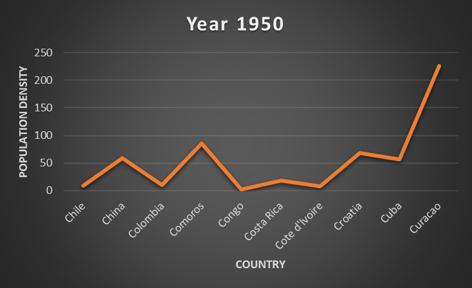 Year 1950
POPULATION DENSITY
250
200
150
100
50
0
Chile
China
Colombia
Comoros
Congo
Costa Rica
Cote d'Ivoire
Croatia
Cuba
Curacao
COUNTRY